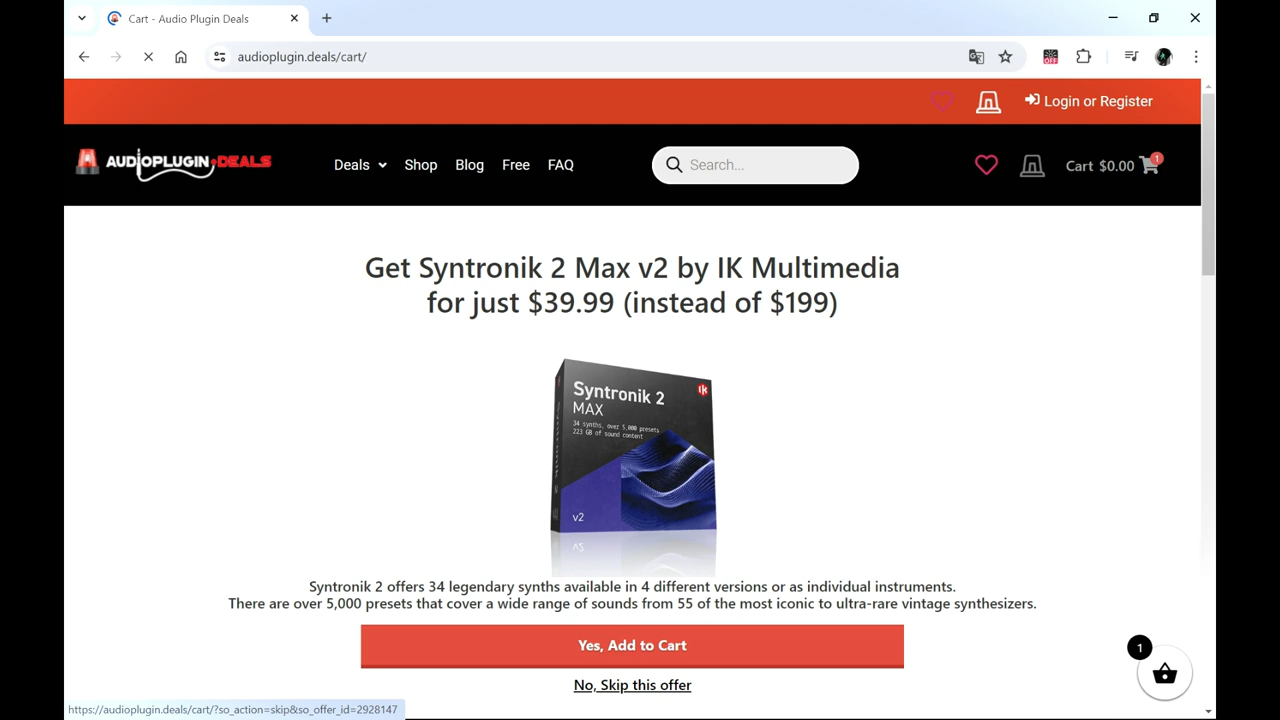 Cart - Audio Plugin Deals
audioplugin.deals/cart/
OFF
Login or Register
AUDIOPLUGIN.DEALS
Deals
Shop
Blog
Free
FAQ
Search...
Cart $0.00
1
Get Syntronik 2 Max v2 by IK Multimedia
for just $39.99 (instead of $199)
Syntronik 2
MAX
34 synths, over 5,000 presets
223 GB of sound content
v2
Syntronik 2 offers 34 legendary synths available in 4 different versions or as individual instruments.
There are over 5,000 presets that cover a wide range of sounds from 55 of the most iconic to ultra-rare vintage synthesizers.
Yes, Add to Cart
No, Skip this offer
1
https://audioplugin.deals/cart/?so_action=skip&so_offer_id=2928147